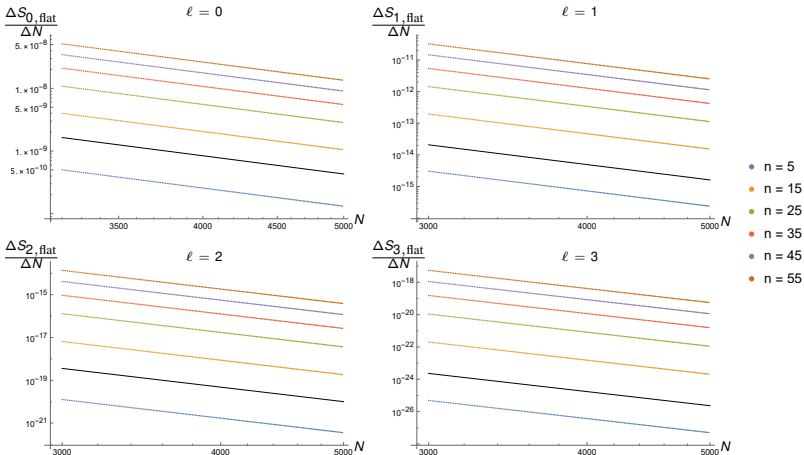 ΔS0,flat
ΔN
ℓ = 0
5.×10⁻⁸
1.×10⁻⁸
5.×10⁻⁹
1.×10⁻⁹
5.×10⁻¹⁰
3500
4000
4500
5000
N
ΔS1,flat
ΔN
ℓ = 1
10⁻¹¹
10⁻¹²
10⁻¹³
10⁻¹⁴
10⁻¹⁵
3000
4000
5000
N
ΔS2,flat
ΔN
ℓ = 2
10⁻¹⁵
10⁻¹⁷
10⁻¹⁹
10⁻²¹
3000
4000
5000
N
ΔS3,flat
ΔN
ℓ = 3
10⁻¹⁸
10⁻²⁰
10⁻²²
10⁻²⁴
10⁻²⁶
3000
4000
5000
N
n = 5
n = 15
n = 25
n = 35
n = 45
n = 55